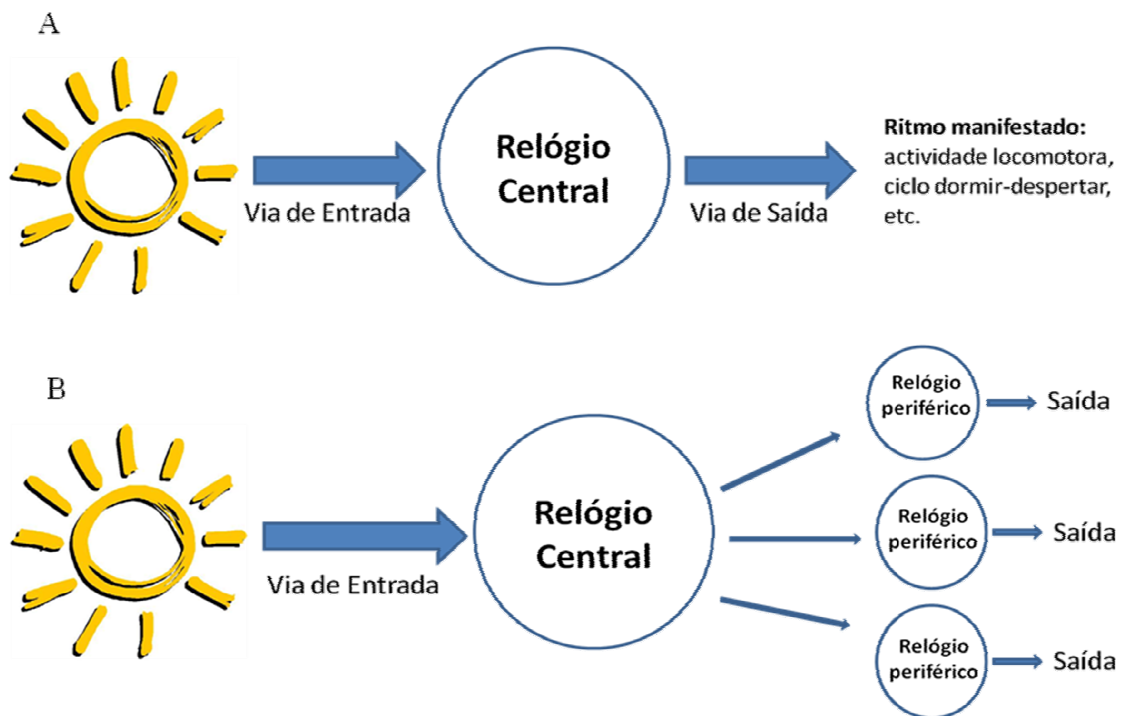 A
Via de Entrada
Relógio
Central
Via de Saída
Ritmo manifestado:
actividade locomotora,
ciclo dormir-despertar,
etc.
B
Via de Entrada
Relógio
Central
Relógio
periférico
Saída
Relógio
periférico
Saída
Relógio
periférico
Saída